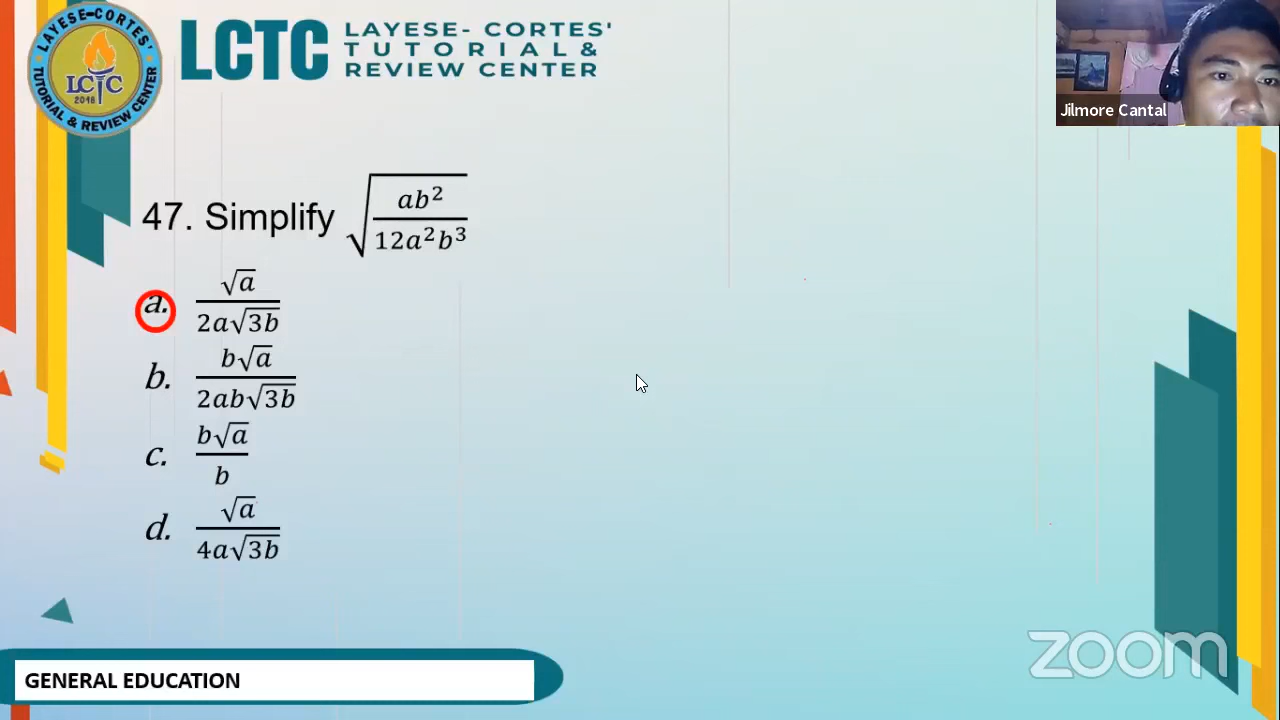 LAYESE-CORTES'
LCTC
2018
TUTORIAL & REVIEW CENTER
LCTC
LAYESE- CORTES'
TUTORIAL &
REVIEW CENTER
Jilmore Cantal
47. Simplify √(ab²/12a²b³)
a. √a/2a√3b
b. b√a/2ab√3b
c. b√a/b
d. √a/4a√3b
GENERAL EDUCATION
zoom